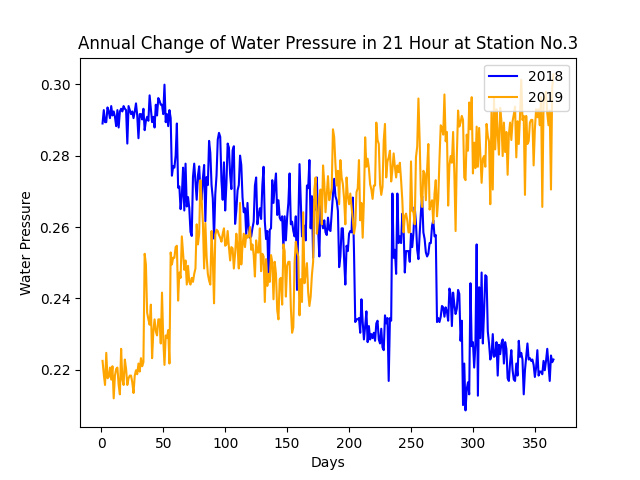 Annual Change of Water Pressure in 21 Hour at Station No.3
2018
2019
0.30
0.28
0.26
0.24
0.22
Water Pressure
0 50 100 150 200 250 300 350
Days